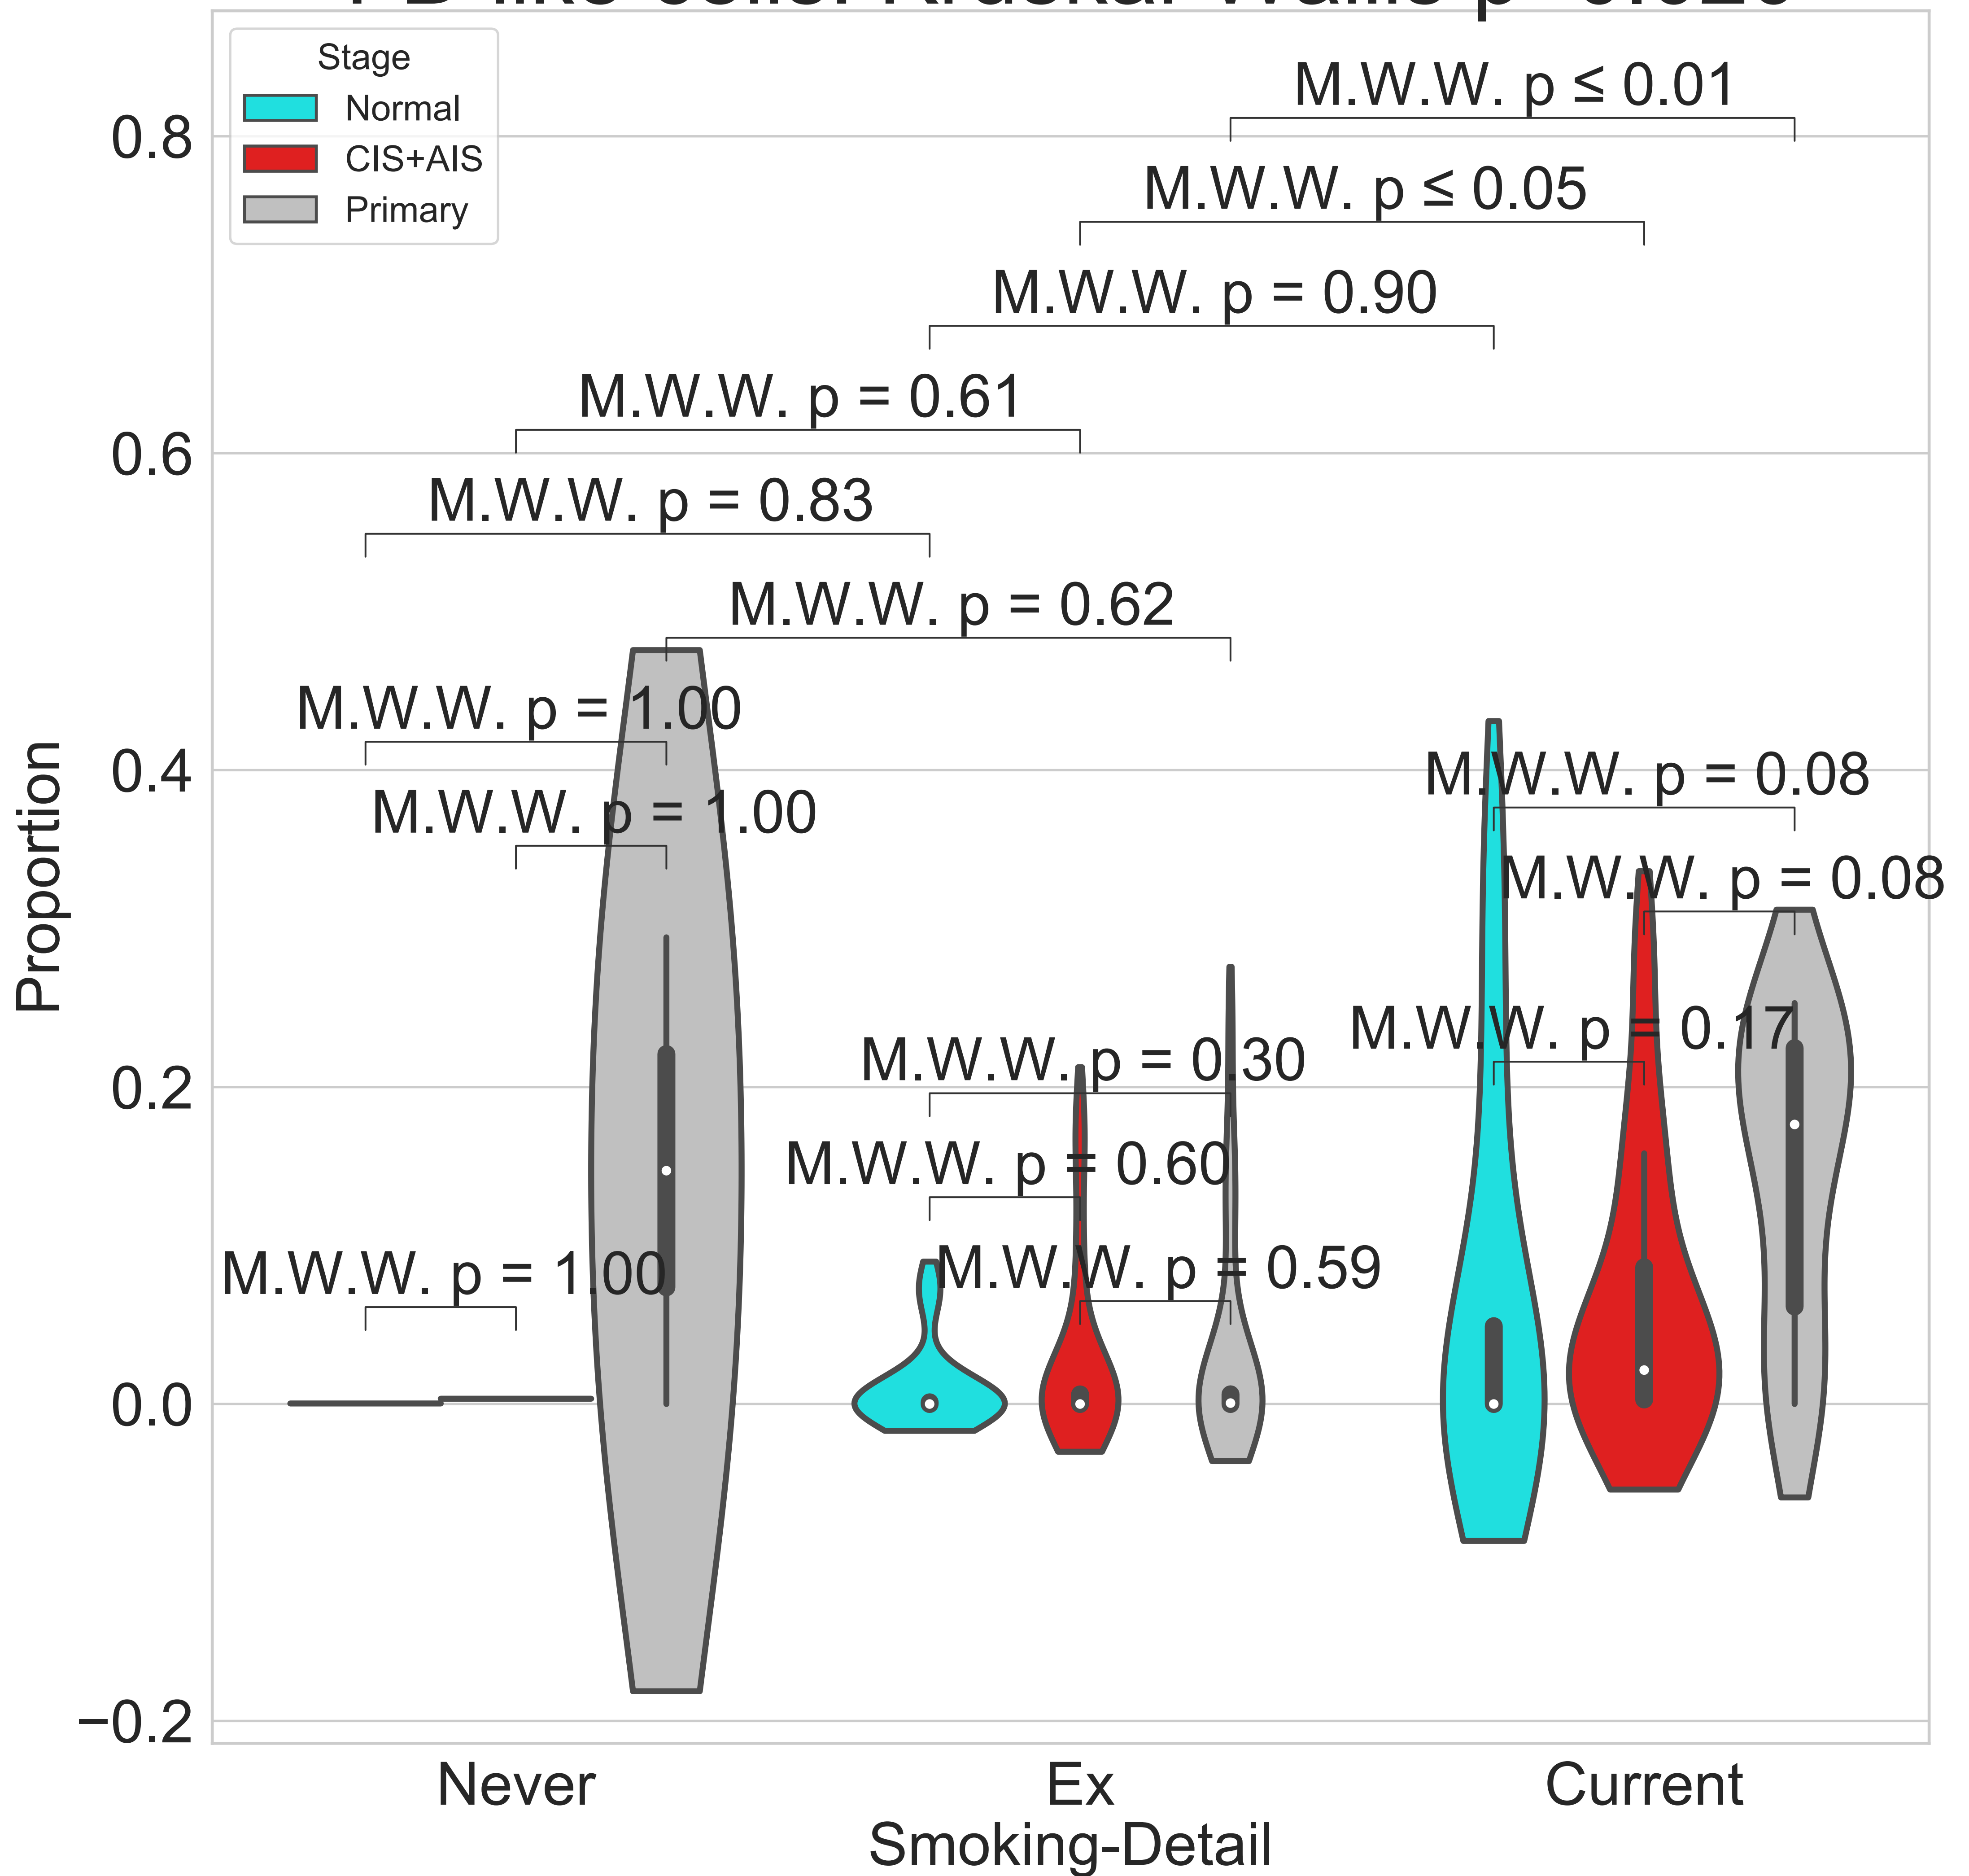 Stage
Normal
CIS+AIS
Primary
M.W.W. p ≤ 0.01
M.W.W. p ≤ 0.05
M.W.W. p = 0.90
M.W.W. p = 0.61
M.W.W. p = 0.83
M.W.W. p = 0.62
M.W.W. p = 1.00
M.W.W. p = 0.08
M.W.W. p = 1.00
M.W.W. p = 0.08
M.W.W. p = 0.17
M.W.W. p = 0.30
M.W.W. p = 0.60
M.W.W. p = 0.59
M.W.W. p = 1.00
0.8
0.6
0.4
0.2
0.0
−0.2
Proportion
Never
Ex
Current
Smoking-Detail